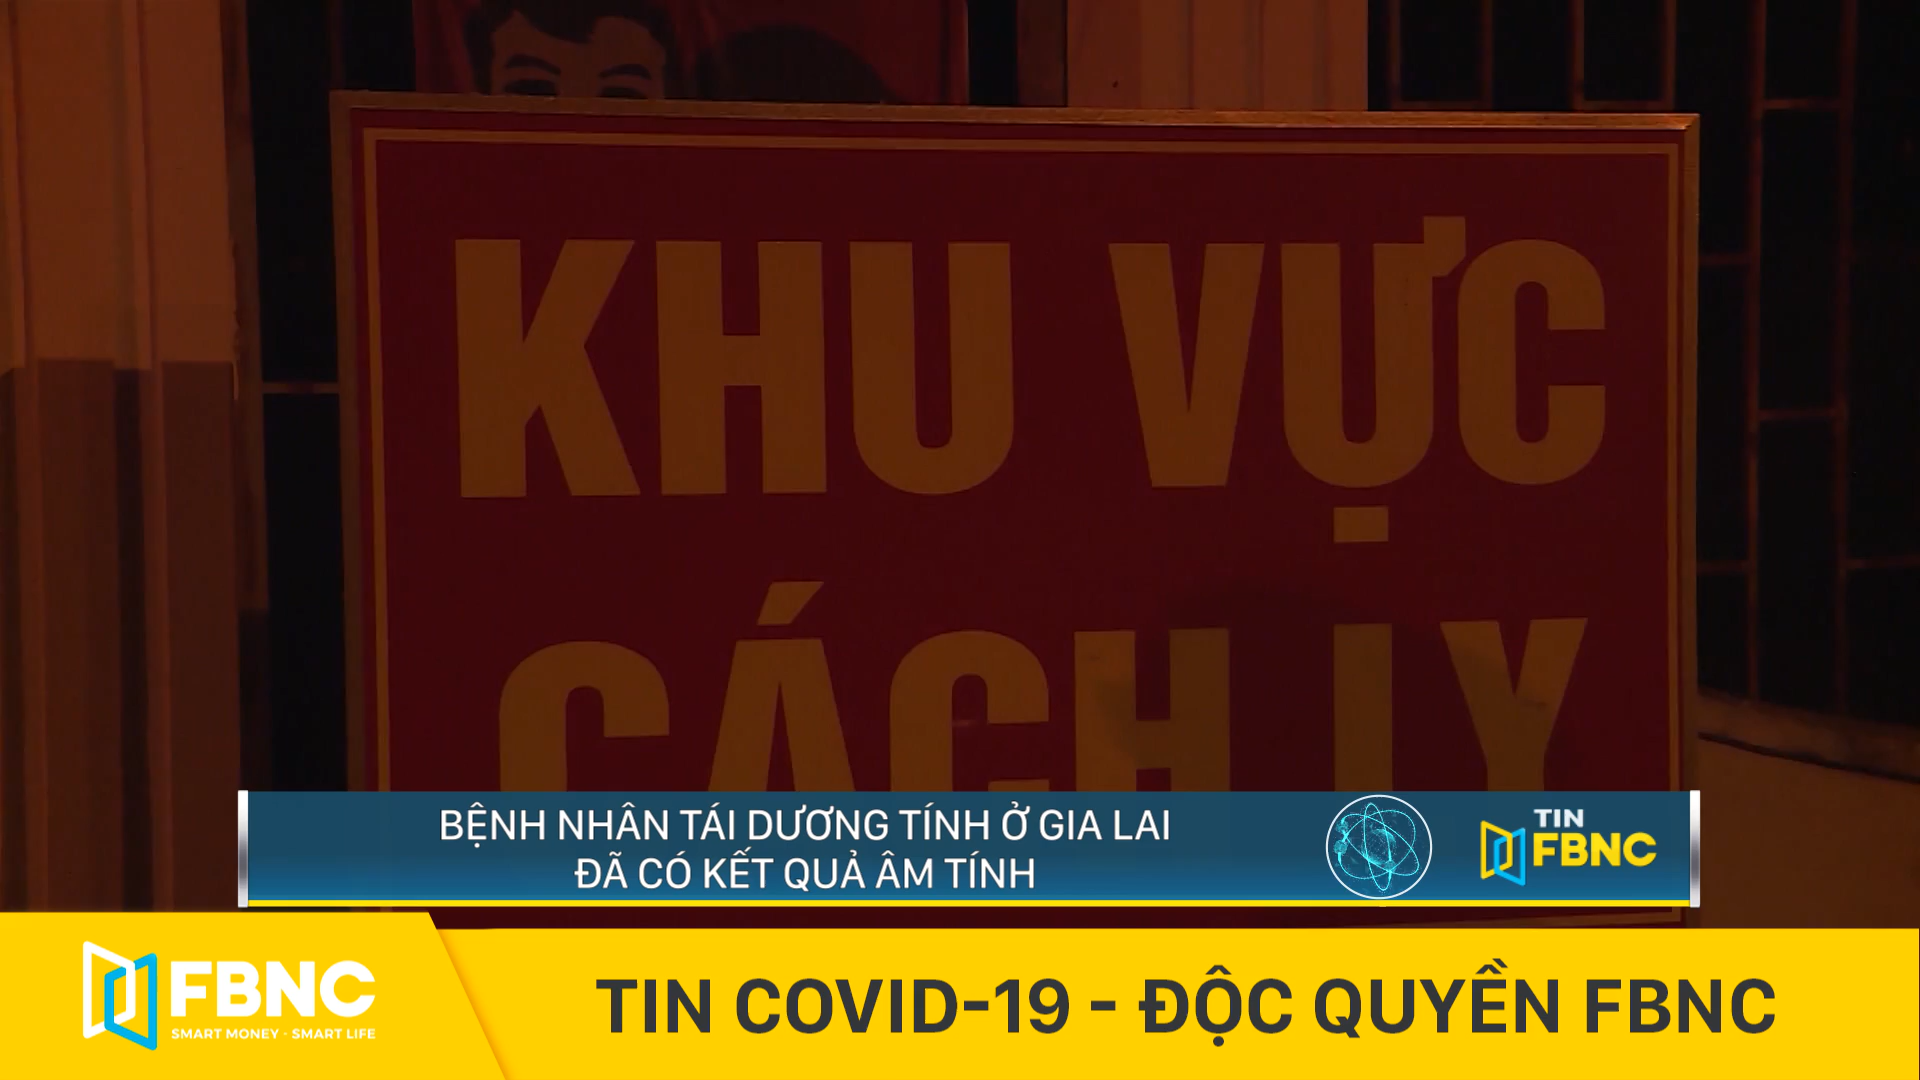 KHU VỰC
CÁCH LY
BỆNH NHÂN TÁI DƯƠNG TÍNH Ở GIA LAI
ĐÃ CÓ KẾT QUẢ ÂM TÍNH
TIN
FBNC
FBNC
SMART MONEY - SMART LIFE
TIN COVID-19 - ĐỘC QUYỀN FBNC